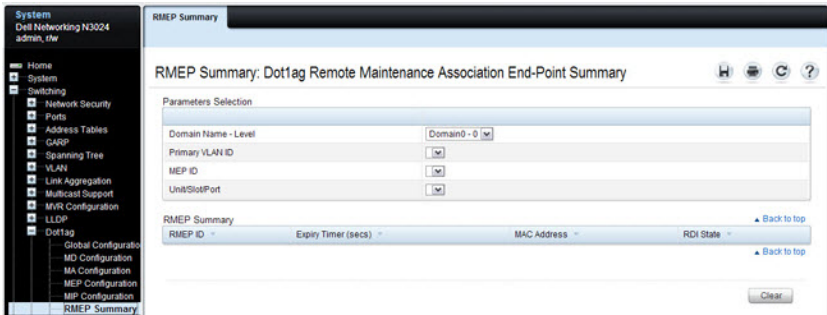 System
Dell Networking N3024
admin, r/w
Home
System
Switching
Network Security
Ports
Address Tables
GARP
Spanning Tree
VLAN
Link Aggregation
Multicast Support
MVR Configuration
LLDP
Dot1ag
Global Configuratio
MD Configuration
MA Configuration
MEP Configuration
MIP Configuration
RMEP Summary
RMEP Summary
RMEP Summary: Dot1ag Remote Maintenance Association End-Point Summary
Parameters Selection
Domain Name - Level Domain0 - 0
Primary VLAN ID
MEP ID
Unit/Slot/Port
Back to top
RMEP Summary
RMEP ID Expiry Timer (secs) MAC Address RDI State
Back to top
Clear